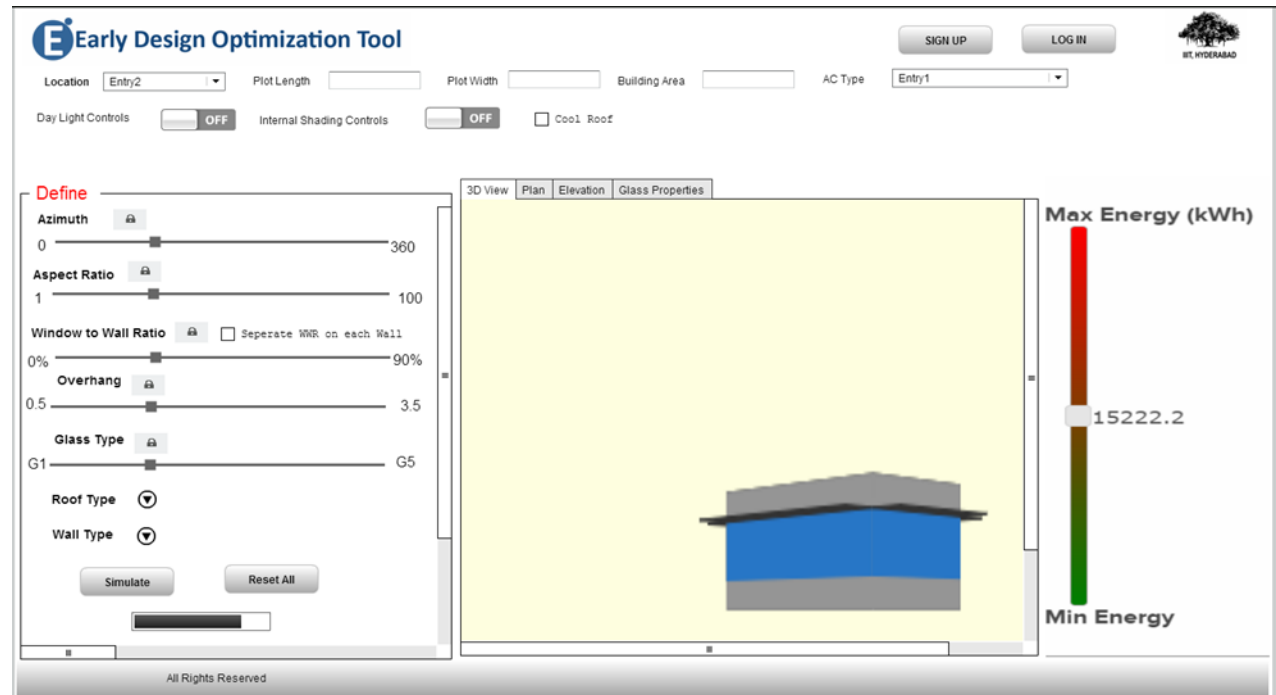 Early Design Optimization Tool
SIGN UP
LOG IN
IIIT, HYDERABAD
Location Entry2 Plot Length Plot Width Building Area AC Type Entry1
Day Light Controls OFF Internal Shading Controls OFF Cool Roof
Define
Azimuth
0 360
Aspect Ratio
1 100
Window to Wall Ratio Seperate WWR on each Wall
0% 90%
Overhang
0.5 3.5
Glass Type
G1 G5
Roof Type
Wall Type
Simulate Reset All
3D View Plan Elevation Glass Properties
Max Energy (kWh)
15222.2
Min Energy
All Rights Reserved